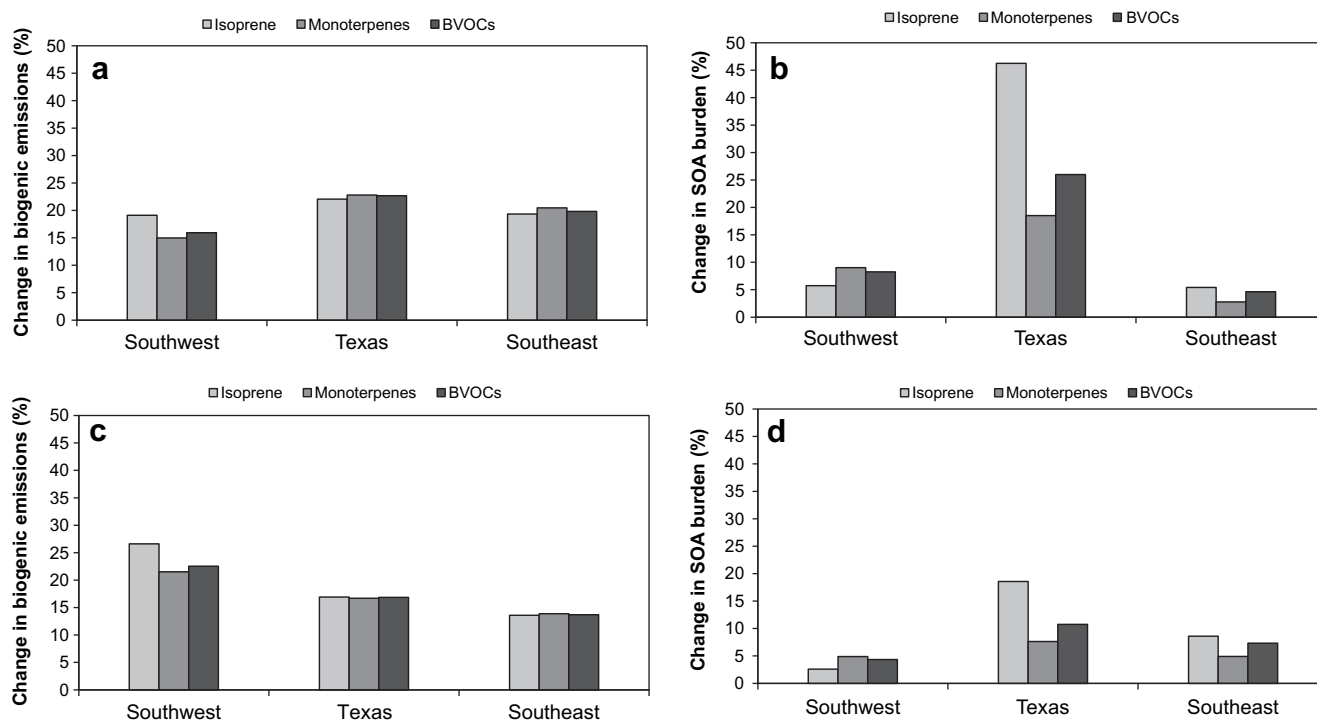 Isoprene Monoterpenes BVOCs
a
Change in biogenic emissions (%)
50
45
40
35
30
25
20
15
10
5
0
Southwest Texas Southeast
Isoprene Monoterpenes BVOCs
b
Change in SOA burden (%)
50
45
40
35
30
25
20
15
10
5
0
Southwest Texas Southeast
Isoprene Monoterpenes BVOCs
c
Change in biogenic emissions (%)
50
45
40
35
30
25
20
15
10
5
0
Southwest Texas Southeast
Isoprene Monoterpenes BVOCs
d
Change in SOA burden (%)
50
45
40
35
30
25
20
15
10
5
0
Southwest Texas Southeast